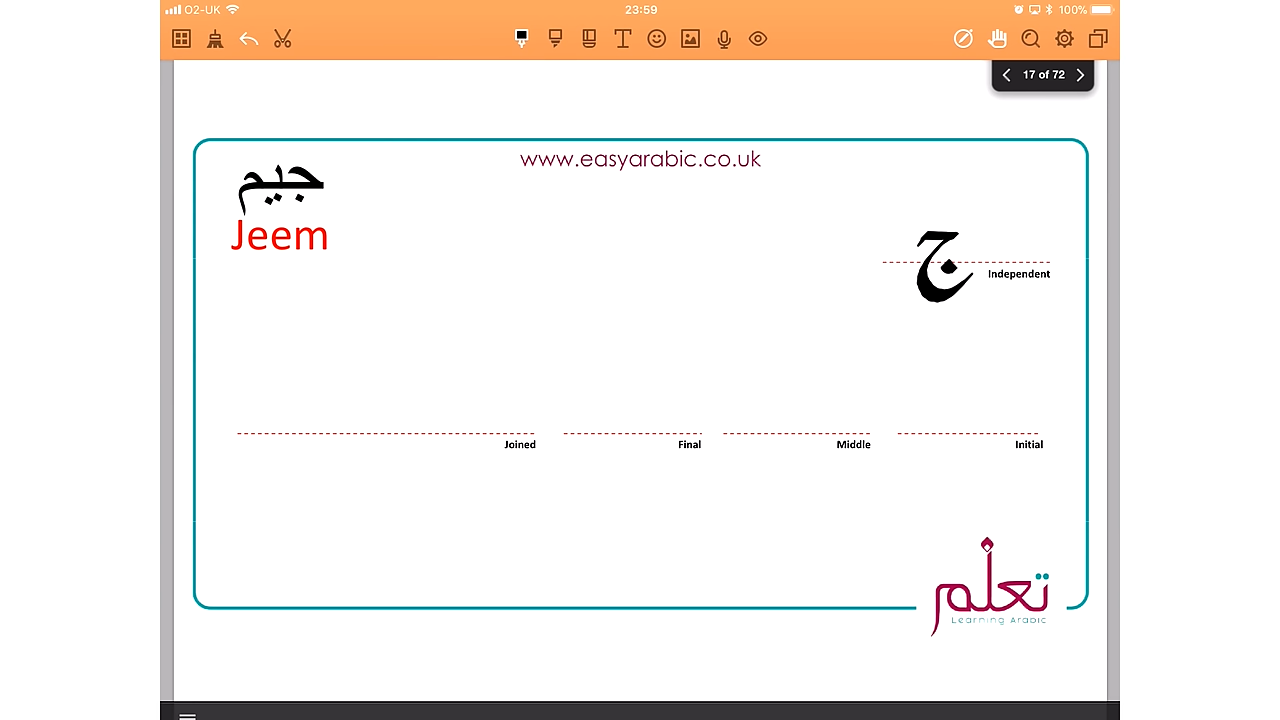 O2-UK 23:59 100%
17 of 72
www.easyarabic.co.uk
جيم
Jeem
ج
Independent
Joined Final Middle Initial
تعلم
Learning Arabic